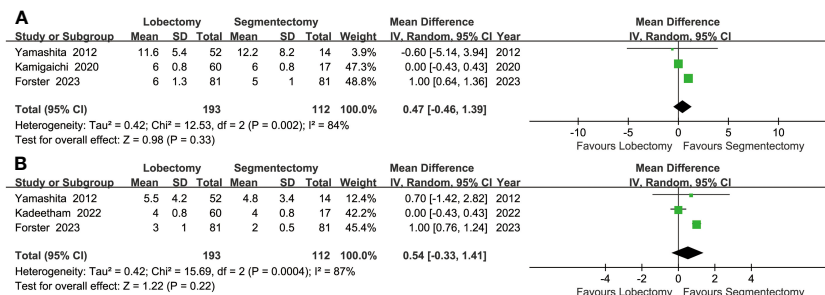 A
Lobectomy Segmentectomy Mean Difference Mean Difference
Study or Subgroup Mean SD Total Mean SD Total Weight IV, Random, 95% CI Year IV, Random, 95% CI
Yamashita 2012 11.6 5.4 52 12.2 8.2 14 3.9% -0.60 [-5.14, 3.94] 2012
Kamigaichi 2020 6 0.8 60 6 0.8 17 47.3% 0.00 [-0.43, 0.43] 2020
Forster 2023 6 1.3 81 5 1 81 48.8% 1.00 [0.64, 1.36] 2023
Total (95% CI) 193 112 100.0% 0.47 [-0.46, 1.39]
Heterogeneity: Tau² = 0.42; Chi² = 12.53, df = 2 (P = 0.002); I² = 84%
Test for overall effect: Z = 0.98 (P = 0.33)
-10 -5 0 5 10
Favours Lobectomy Favours Segmentectomy
B
Lobectomy Segmentectomy Mean Difference Mean Difference
Study or Subgroup Mean SD Total Mean SD Total Weight IV, Random, 95% CI Year IV, Random, 95% CI
Yamashita 2012 5.5 4.2 52 4.8 3.4 14 12.4% 0.70 [-1.42, 2.82] 2012
Kadeetham 2022 4 0.8 60 4 0.8 17 42.2% 0.00 [-0.43, 0.43] 2022
Forster 2023 3 1 81 2 0.5 81 45.4% 1.00 [0.76, 1.24] 2023
Total (95% CI) 193 112 100.0% 0.54 [-0.33, 1.41]
Heterogeneity: Tau² = 0.42; Chi² = 15.69, df = 2 (P = 0.0004); I² = 87%
Test for overall effect: Z = 1.22 (P = 0.22)
-4 -2 0 2 4
Favours Lobectomy Favours Segmentectomy